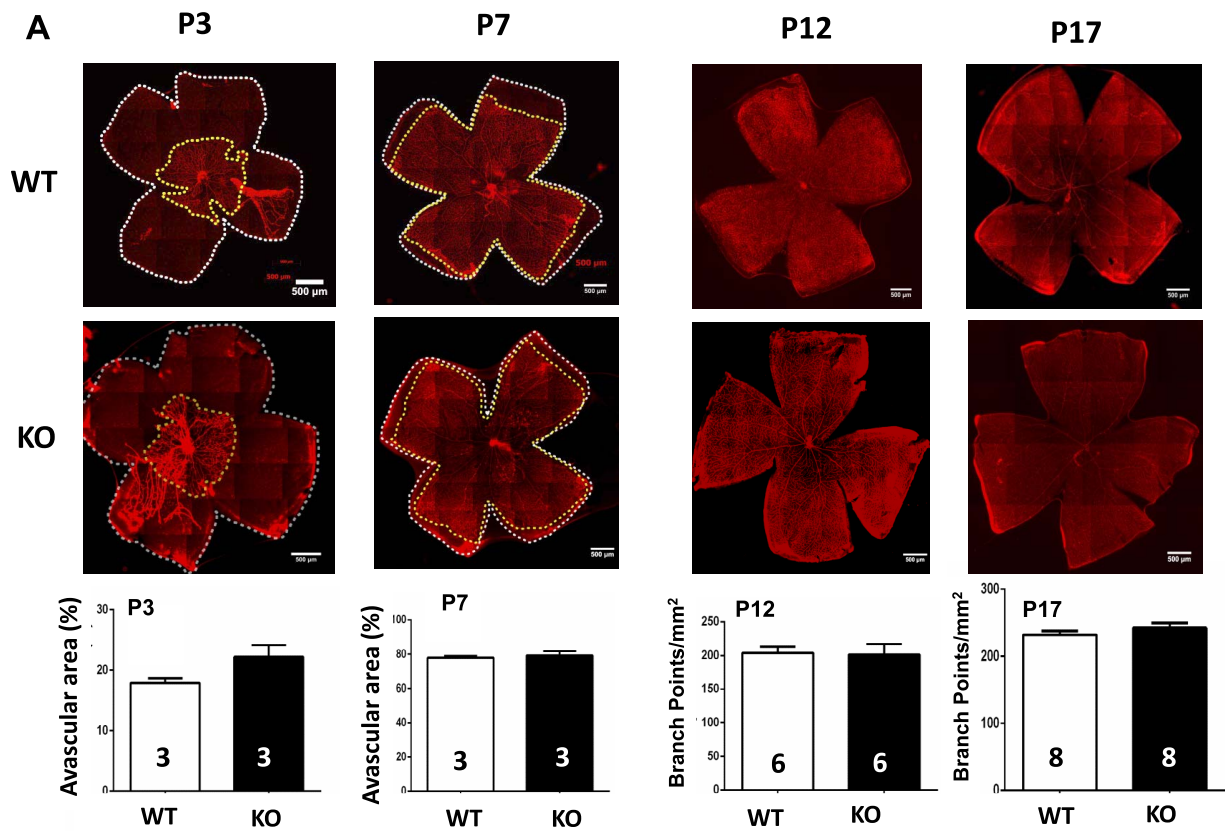 A
P3
P7
P12
P17
WT
500 µm
500 µm
500 µm
500 µm
500 µm
500 µm
KO
500 µm
500 µm
500 µm
500 µm
P3
Avascular area (%)
30
20
10
0
3
3
WT
KO
P7
Avascular area (%)
100
80
60
40
20
0
3
3
WT
KO
P12
Branch Points/mm²
250
200
150
100
50
0
6
6
WT
KO
P17
Branch Points/mm²
300
200
100
0
8
8
WT
KO